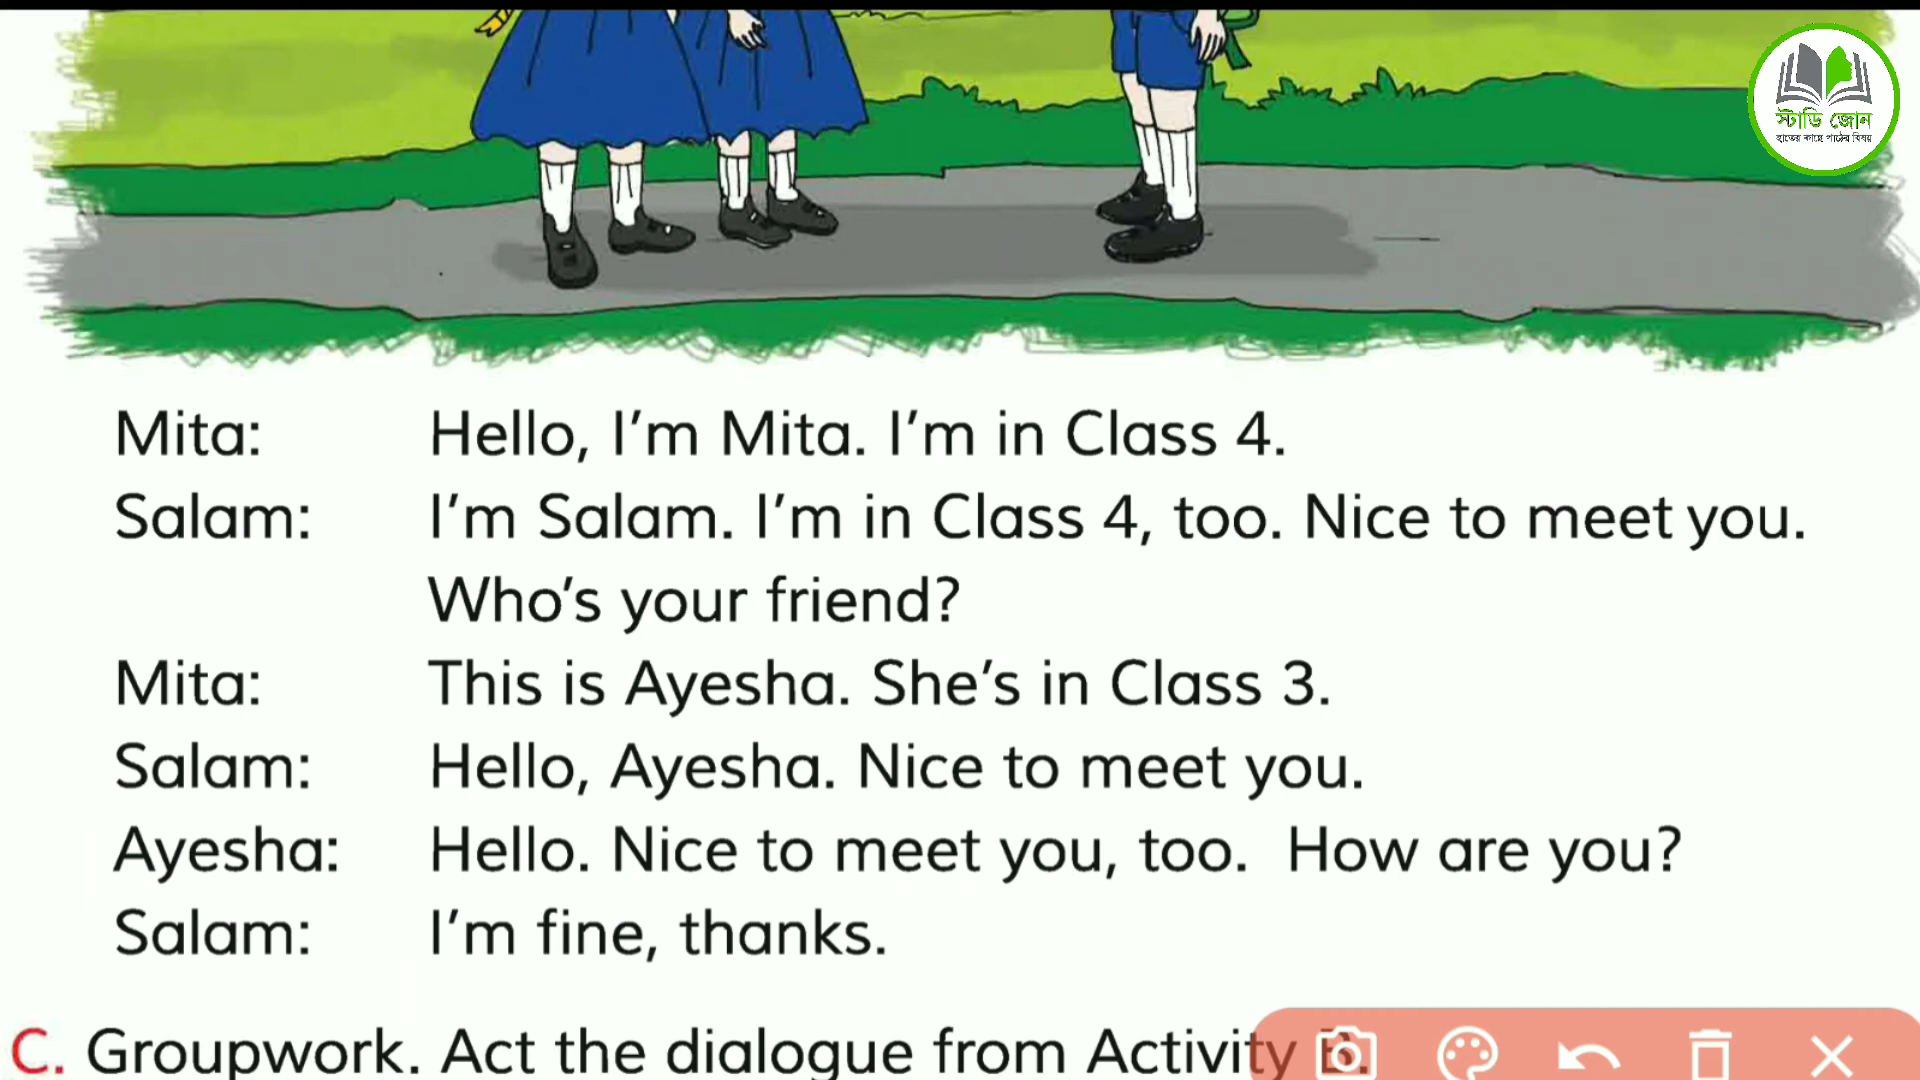 স্টাডি জোন
হাতের কাছে পাঠের বিষয়
Mita: Hello, I’m Mita. I’m in Class 4.
Salam: I’m Salam. I’m in Class 4, too. Nice to meet you.
Who’s your friend?
Mita: This is Ayesha. She’s in Class 3.
Salam: Hello, Ayesha. Nice to meet you.
Ayesha: Hello. Nice to meet you, too. How are you?
Salam: I’m fine, thanks.
C. Groupwork. Act the dialogue from Activity B.